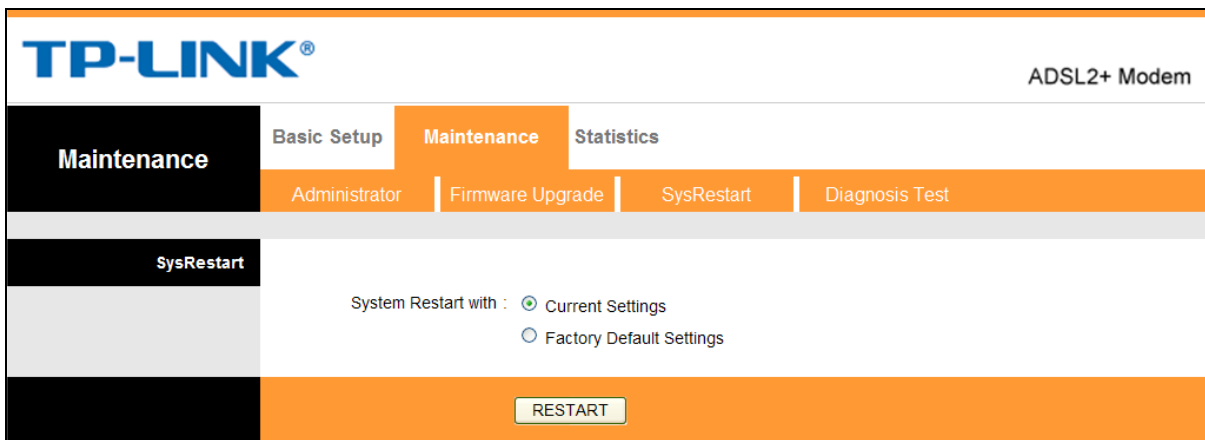 TP-LINK®
ADSL2+ Modem
Maintenance
Basic Setup Maintenance Statistics
Administrator Firmware Upgrade SysRestart Diagnosis Test
SysRestart
System Restart with : Current Settings
Factory Default Settings
RESTART